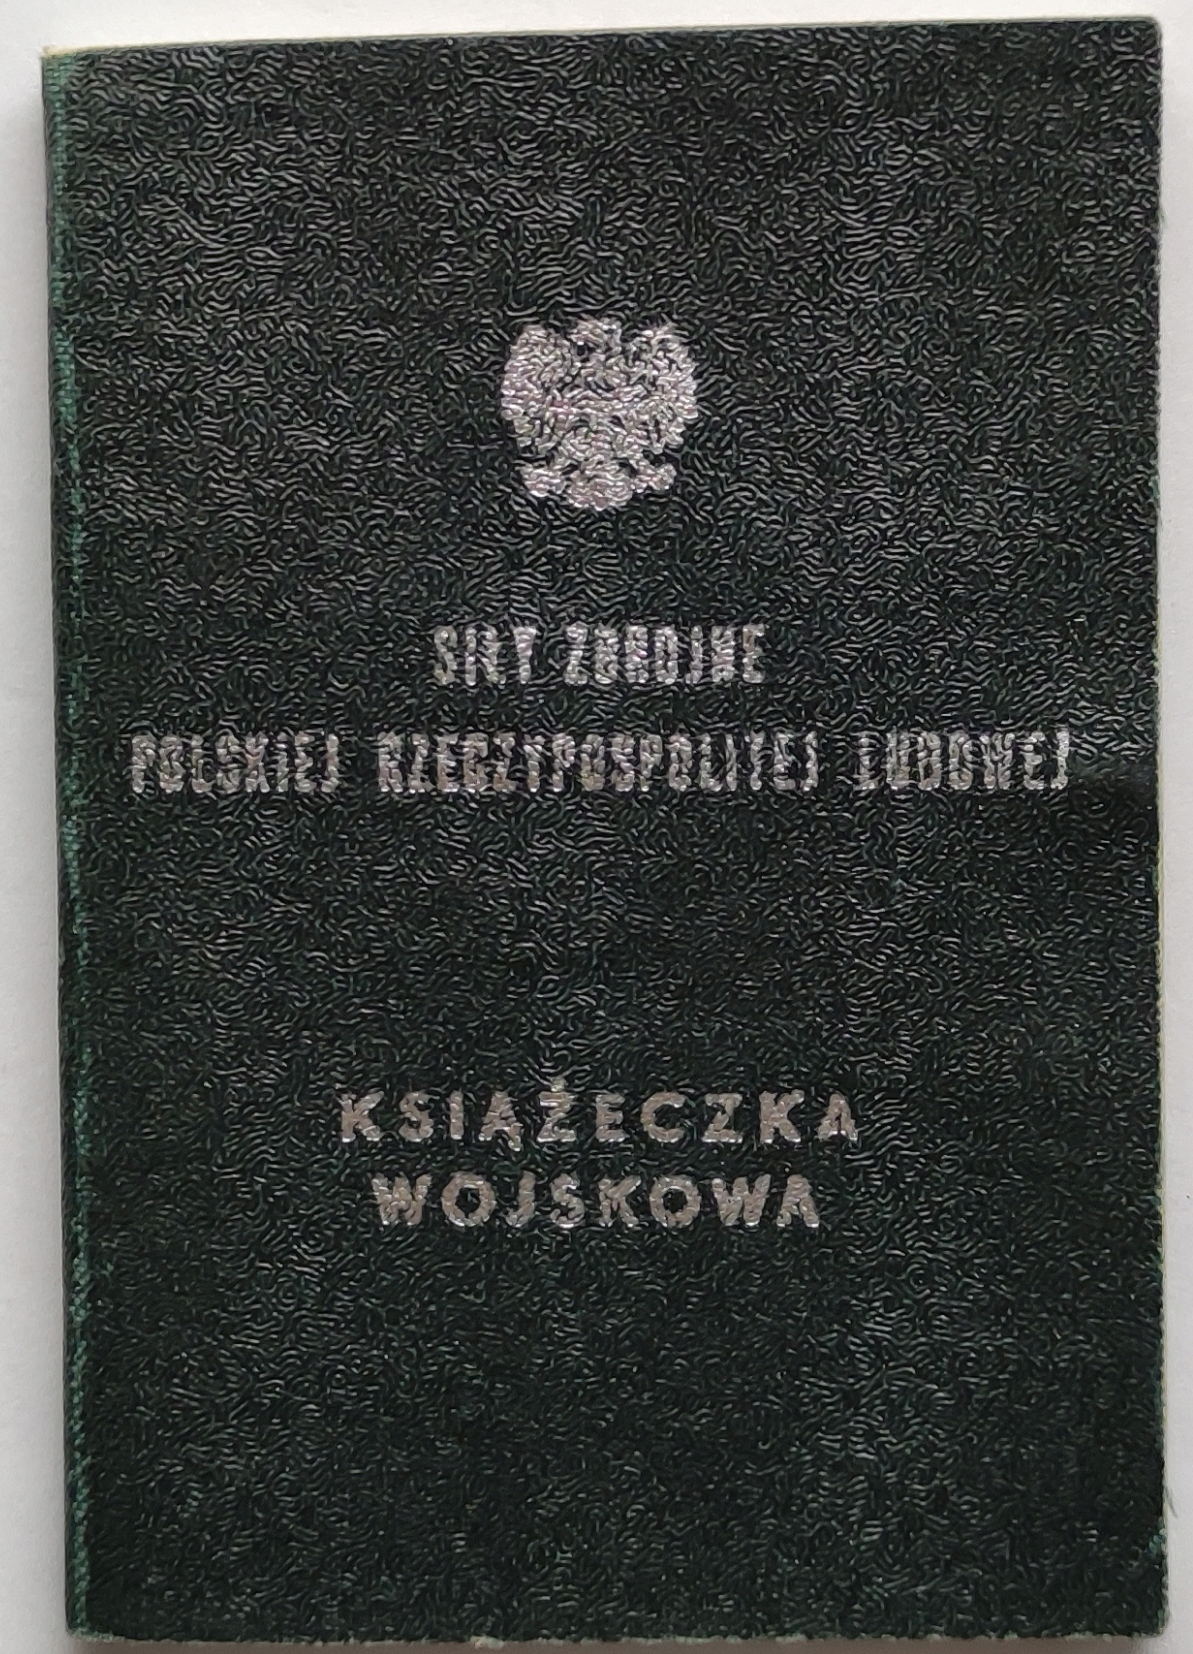 SIŁY ZBROJNE
POLSKIEJ RZECZYPOSPOLITEJ LUDOWEJ
KSIĄŻECZKA
WOJSKOWA